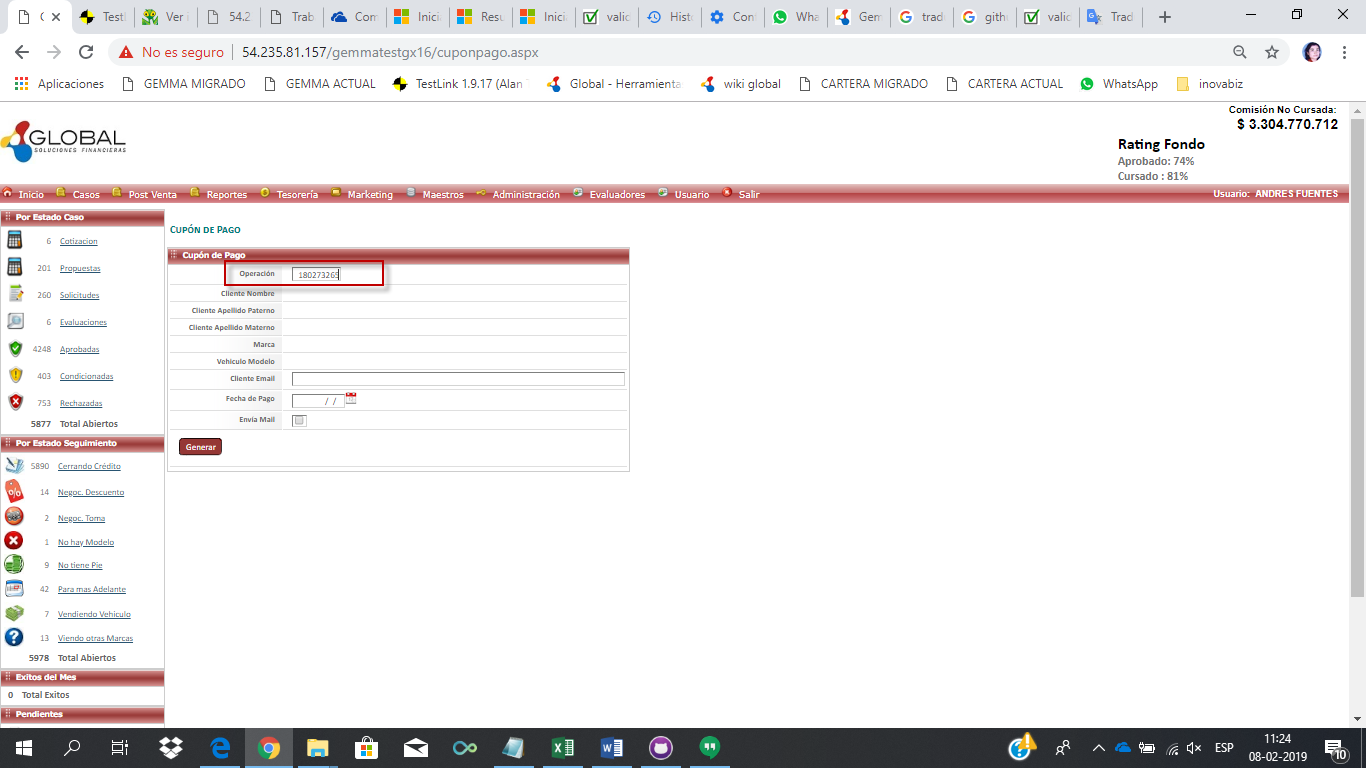 Test
Ver i
54.2
Trab
Com
Inici
Resu
Inici
valic
Histo
Con
Wha
Gem
trad
gith
valic
Trad
No es seguro | 54.235.81.157/gemmatestgx16/cuponpago.aspx
Aplicaciones GEMMA MIGRADO GEMMA ACTUAL TestLink 1.9.17 (Alan Global - Herramienta wiki global CARTERA MIGRADO CARTERA ACTUAL WhatsApp inovabiz
Comisión No Cursada:
$ 3.304.770.712
GLOBAL
SOLUCIONES FINANCIERAS
Rating Fondo
Aprobado: 74%
Cursado : 81%
Inicio Casos Post Venta Reportes Tesorería Marketing Maestros Administración Evaluadores Usuario Salir Usuario: ANDRES FUENTES
Por Estado Caso
6 Cotizacion
201 Propuestas
260 Solicitudes
6 Evaluaciones
4248 Aprobadas
403 Condicionadas
753 Rechazadas
5877 Total Abiertos
Por Estado Seguimiento
5890 Cerrando Crédito
14 Negoc. Descuento
2 Negoc. Toma
1 No hay Modelo
9 No tiene Pie
42 Para mas Adelante
7 Vendiendo Vehículo
13 Viendo otras Marcas
5978 Total Abiertos
Exitos del Mes
0 Total Exitos
Pendientes
CUPÓN DE PAGO
Cupón de Pago
Operación 180273265
Cliente Nombre
Cliente Apellido Paterno
Cliente Apellido Materno
Marca
Vehiculo Modelo
Cliente Email
Fecha de Pago / /
Envia Mail
Generar
ESP
11:24
08-02-2019
10